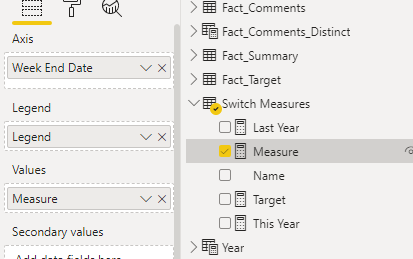 Axis
Week End Date
Legend
Legend
Values
Measure
Secondary values
Add data fields here
Fact_Comments
Fact_Comments_Distinct
Fact_Summary
Fact_Target
Switch Measures
Last Year
Measure
Name
Target
This Year
Year